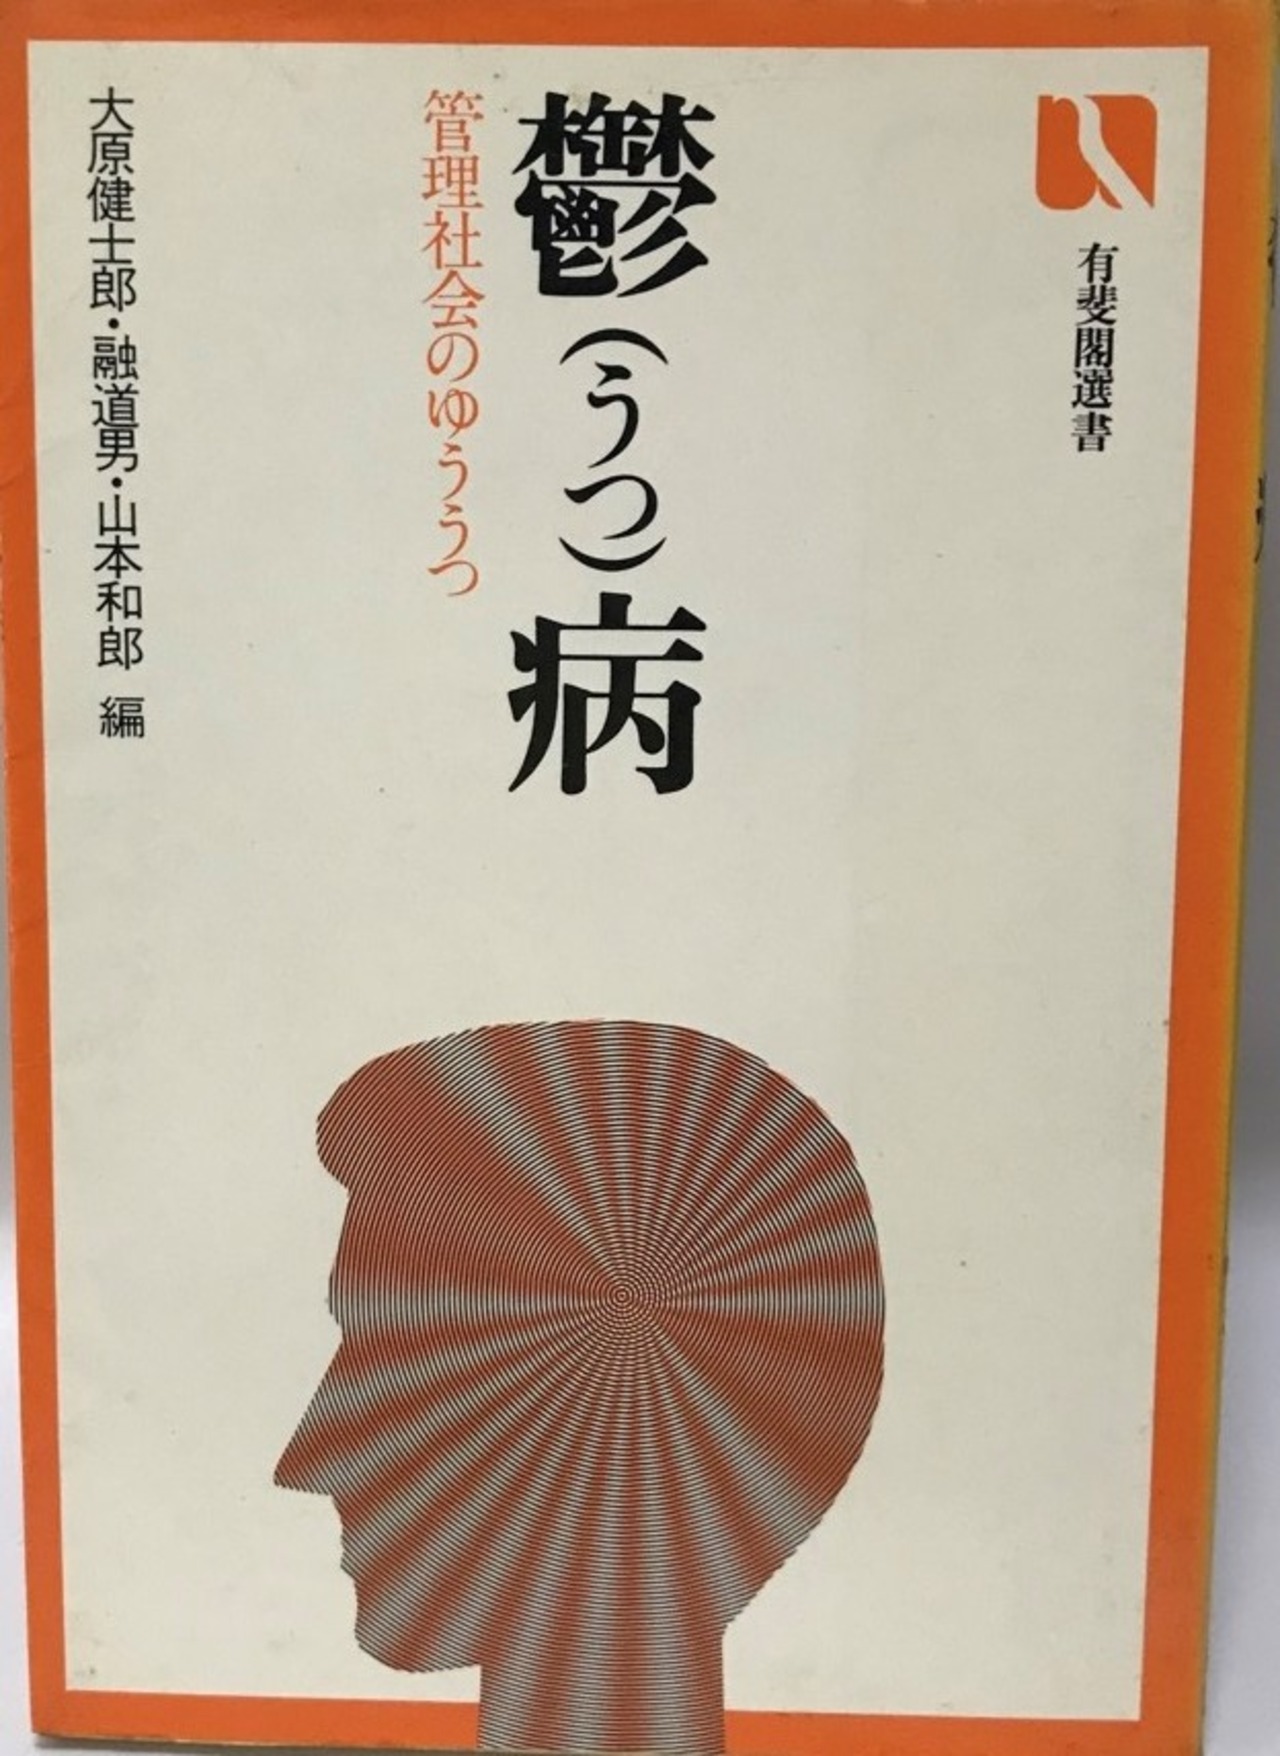 有斐閣選書
鬱(うつ)病
管理社会のゆううつ
大原健士郎・融道男・山本和郎 編